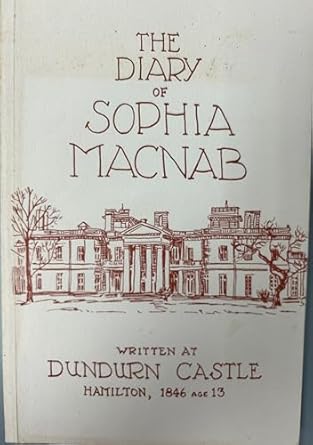 THE
DIARY
OF
SOPHIA
MACNAB
WRITTEN AT
DUNDURN CASTLE
HAMILTON, 1846 AGE 13